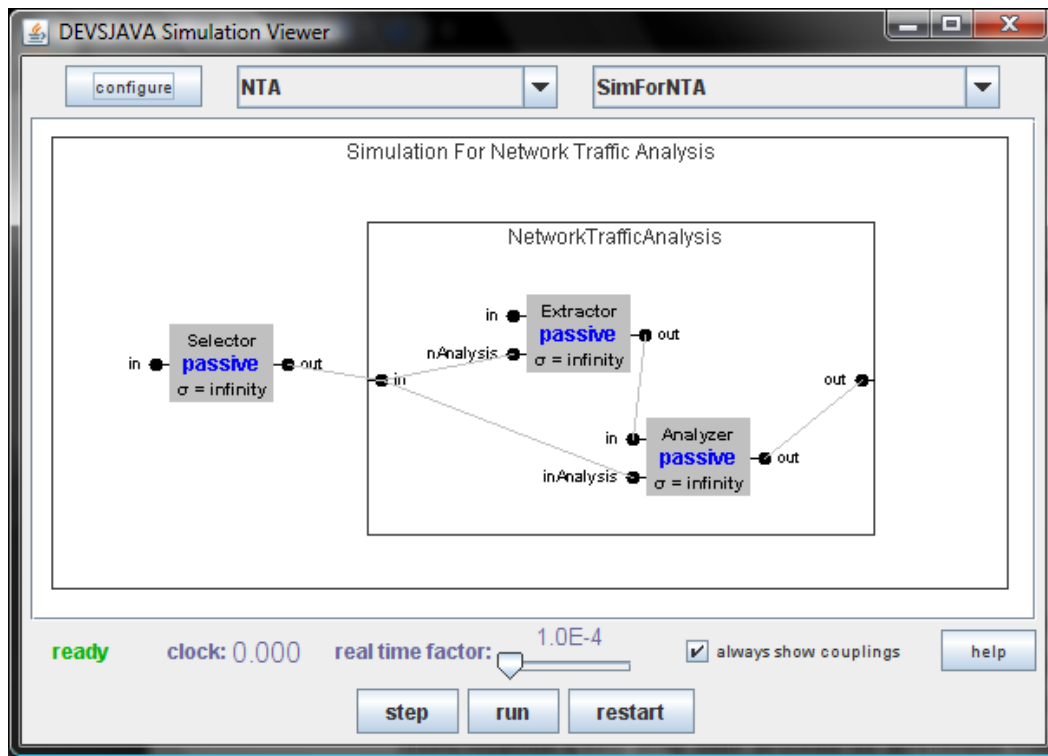 DEVSJAVA Simulation Viewer
configure NTA SimForNTA
Simulation For Network Traffic Analysis
NetworkTrafficAnalysis
in Extractor
passive out
nAnalysis σ = infinity
Selector
in passive out
σ = infinity
in
out
in Analyzer
passive out
inAnalysis σ = infinity
ready clock: 0.000 real time factor: 1.0E-4 always show couplings help
step run restart